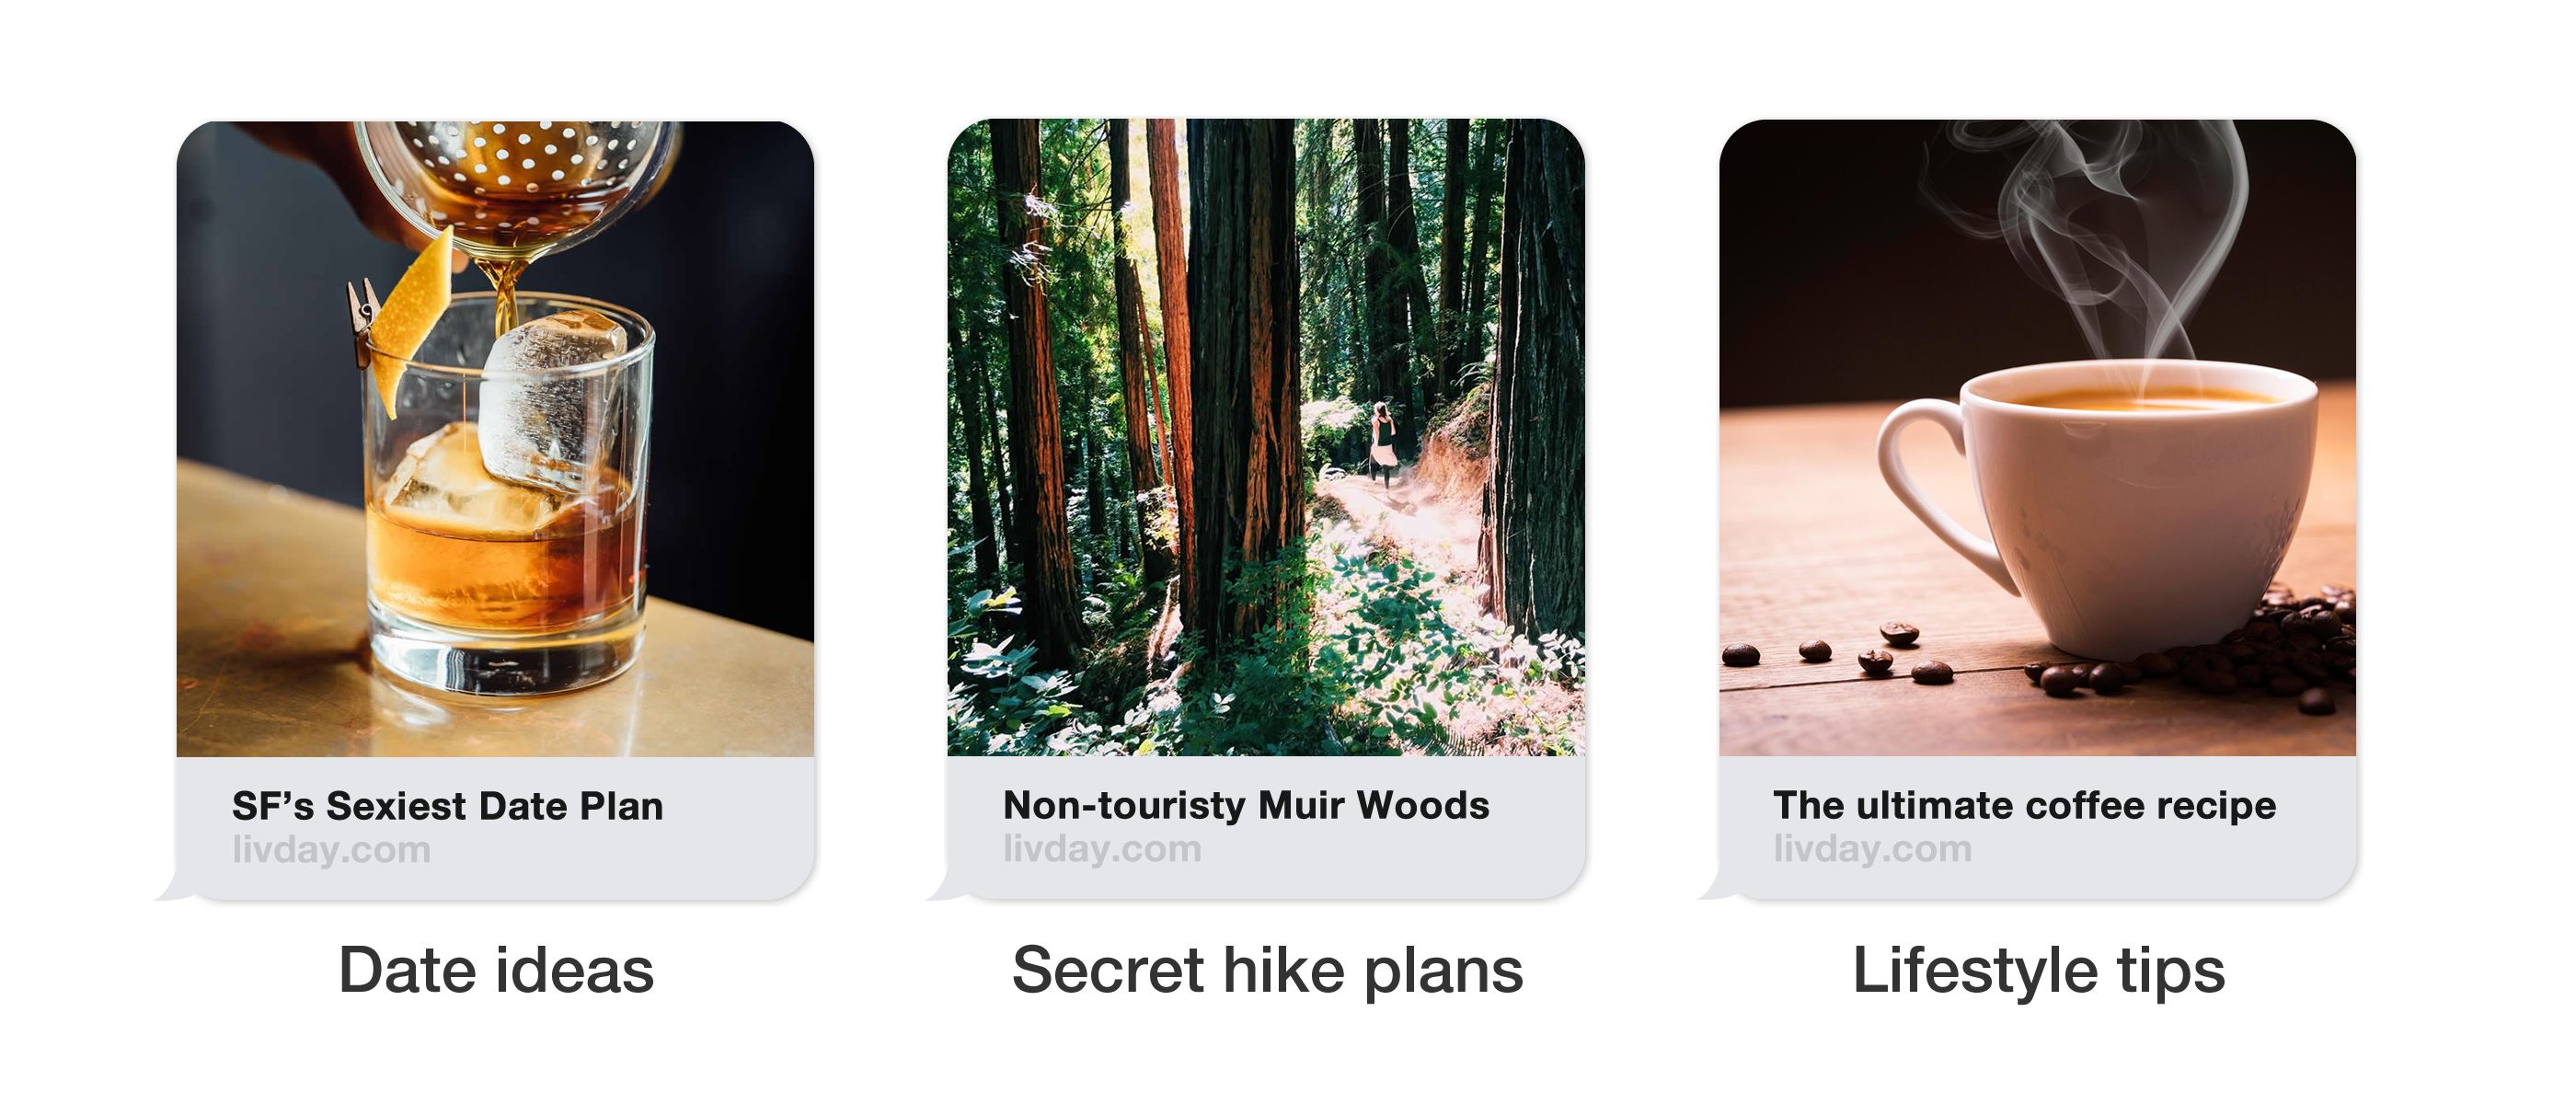 SF’s Sexiest Date Plan
livday.com
Date ideas
Non-touristy Muir Woods
livday.com
Secret hike plans
The ultimate coffee recipe
livday.com
Lifestyle tips